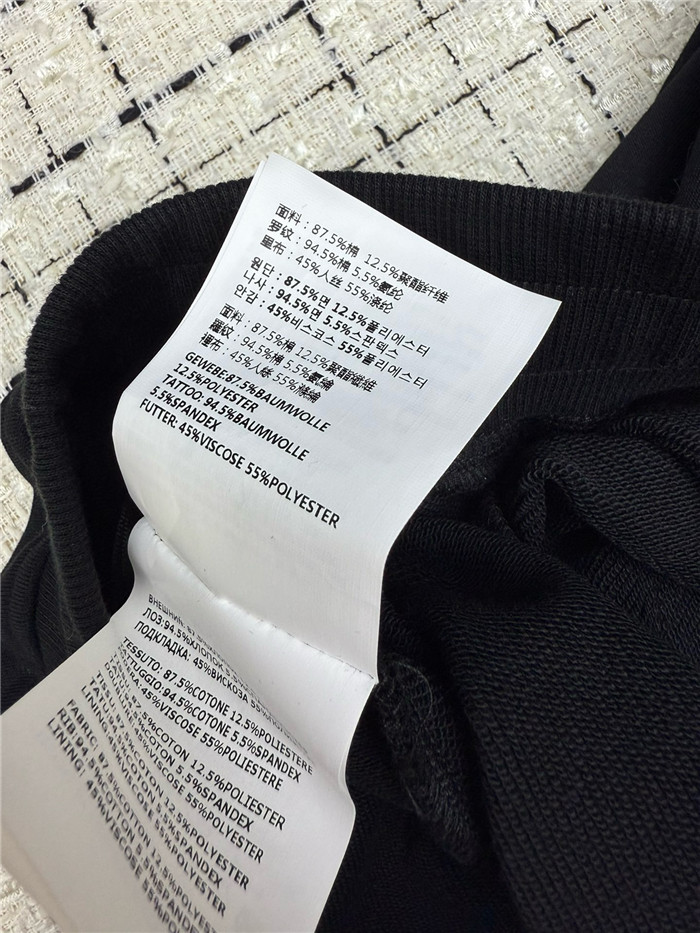 面料：87.5%棉 12.5%聚酯纤维
罗纹：94.5%棉 5.5%氨纶
里布：45%人丝 55%涤纶
원단：87.5%면 12.5%폴리에스터
나사：94.5%면 5.5%스판덱스
안감：45%비스코스 55%폴리에스터
面料：87.5%棉 12.5%聚酯纖維
羅紋：94.5%棉 5.5%氨綸
裡布：45%人絲 55%滌綸
GEWEBE:87.5%BAUMWOLLE
12.5%POLYESTER
TATTOO:94.5%BAUMWOLLE
5.5%SPANDEX
FUTTER: 45%VISCOSE 55%POLYESTER
ВНЕШНИЙ:
ЛОЗ:94.5%ХЛОПОК
ПОДКЛАДКА: 45%ВИСКОЗА
TESSUTO: 87.5%COTONE 12.5%POLIESTERE
94.5%COTONE 5.5%SPANDEX
45%VISCOSE 55%POLIESTERE
87.5%COTON 12.5%POLIESTER
COTON 5.5%SPANDEX
45%VISCOSE 55%POLYESTER
FABRIC: 87.5%COTTON 12.5%POLYESTER
RIB:94.5%COTTON 5.5%SPANDEX
LINING: 45%VISCOSE 55%POLYESTER